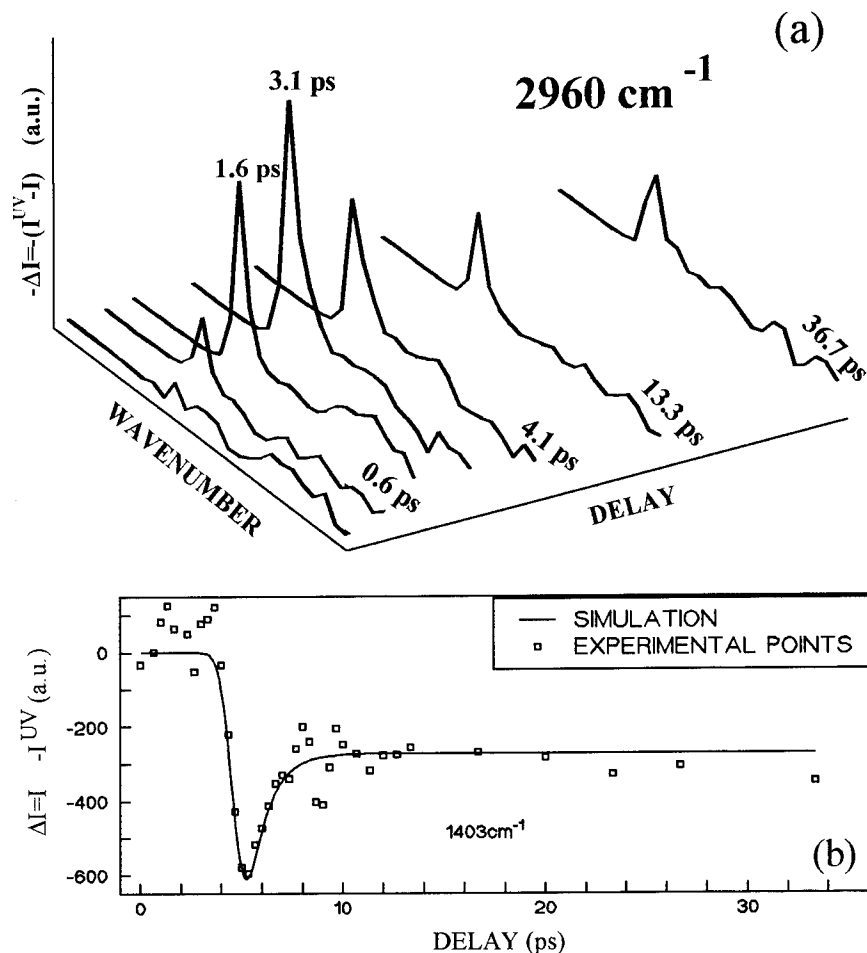 (a)
2960 cm -1
3.1 ps
1.6 ps
-ΔI=-(I^UV-I) (a.u.)
36.7 ps
13.3 ps
4.1 ps
0.6 ps
WAVENUMBER
DELAY
SIMULATION
EXPERIMENTAL POINTS
ΔI=I -I^UV (a.u.)
0
-200
-400
-600
1403cm^-1
(b)
0 10 20 30
DELAY (ps)